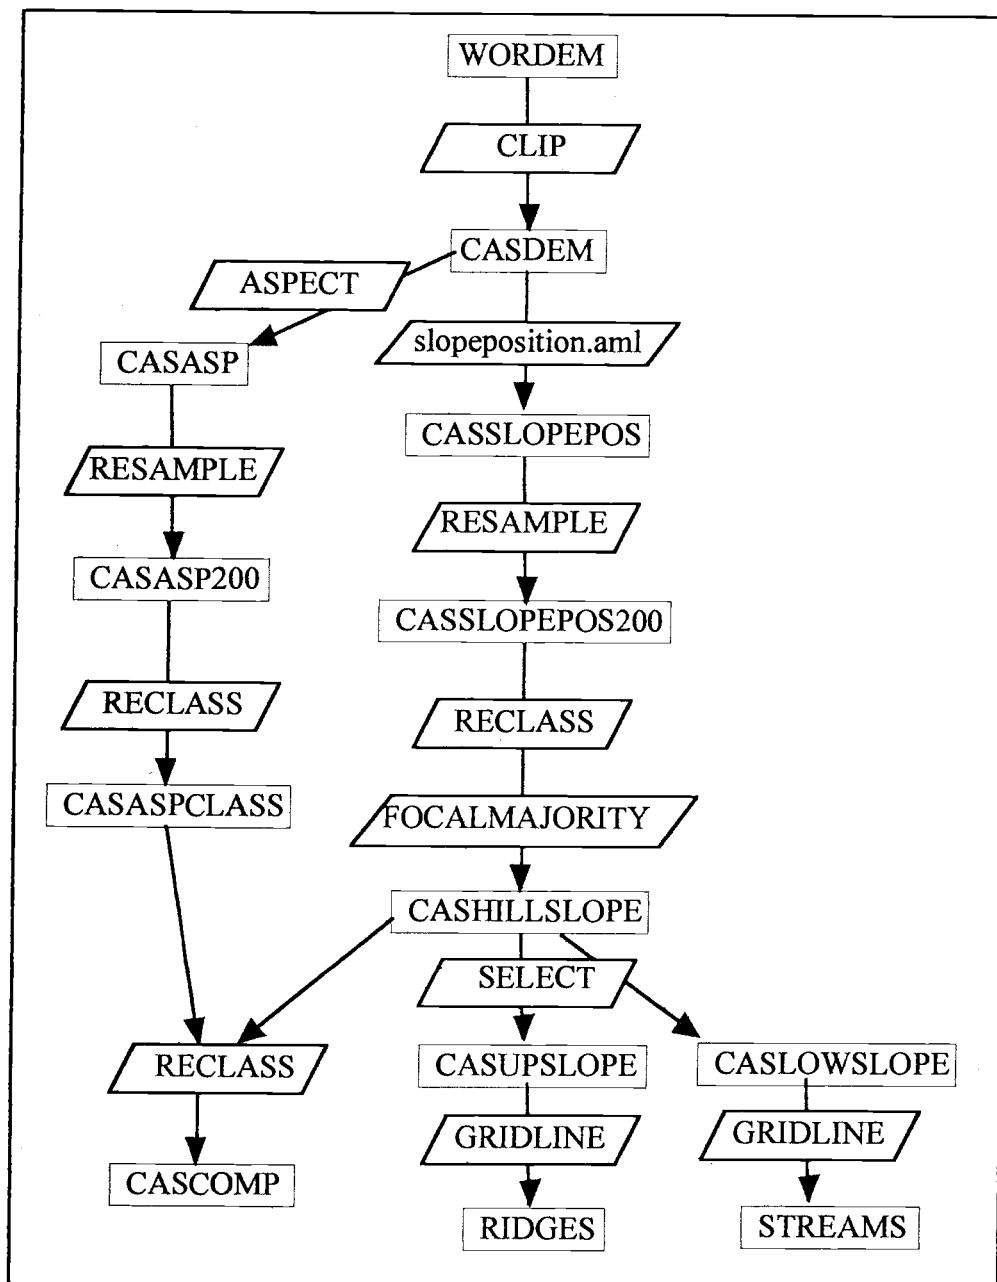 WORDEM
CLIP
CASDEM
ASPECT
slopeposition.aml
CASASP
CASSLOPEPOS
RESAMPLE
RESAMPLE
CASASP200
CASSLOPEPOS200
RECLASS
RECLASS
CASASPCLASS
FOCALMAJORITY
CASHILLSLOPE
SELECT
RECLASS
CASUPSLOPE
CASLOWSLOPE
GRIDLINE
GRIDLINE
CASCOMP
RIDGES
STREAMS